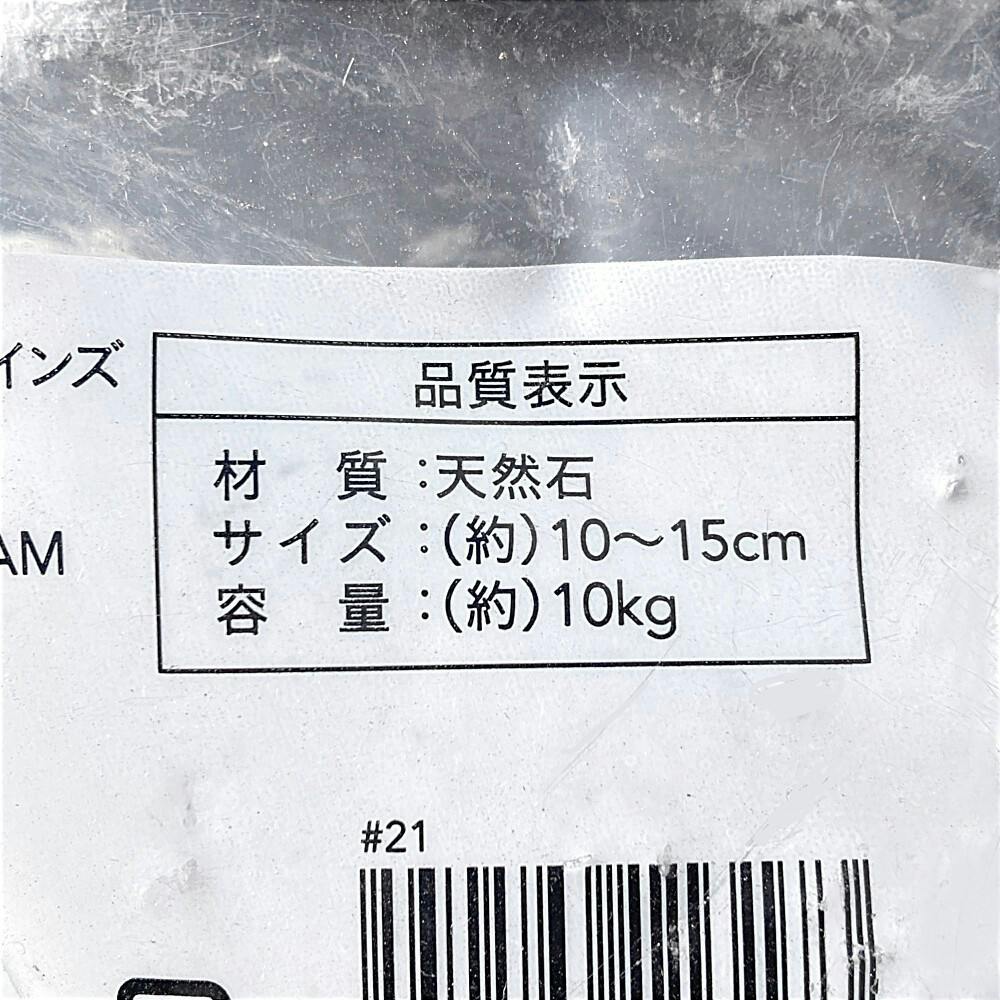 インズ
品質表示
材 質:天然石
サイズ:(約)10〜15cm
AM
容 量:(約)10kg
#21